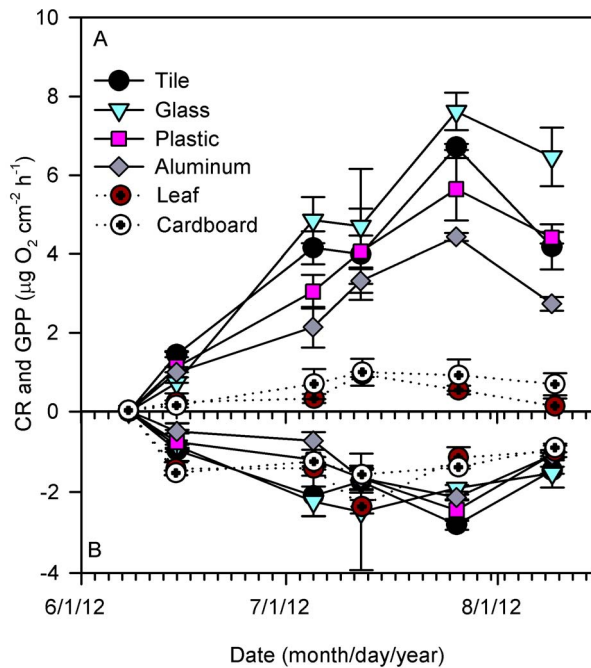 A
Tile
Glass
Plastic
Aluminum
Leaf
Cardboard
CR and GPP (µg O₂ cm⁻² h⁻¹)
10
8
6
4
2
0
-2
-4
B
6/1/12 7/1/12 8/1/12
Date (month/day/year)